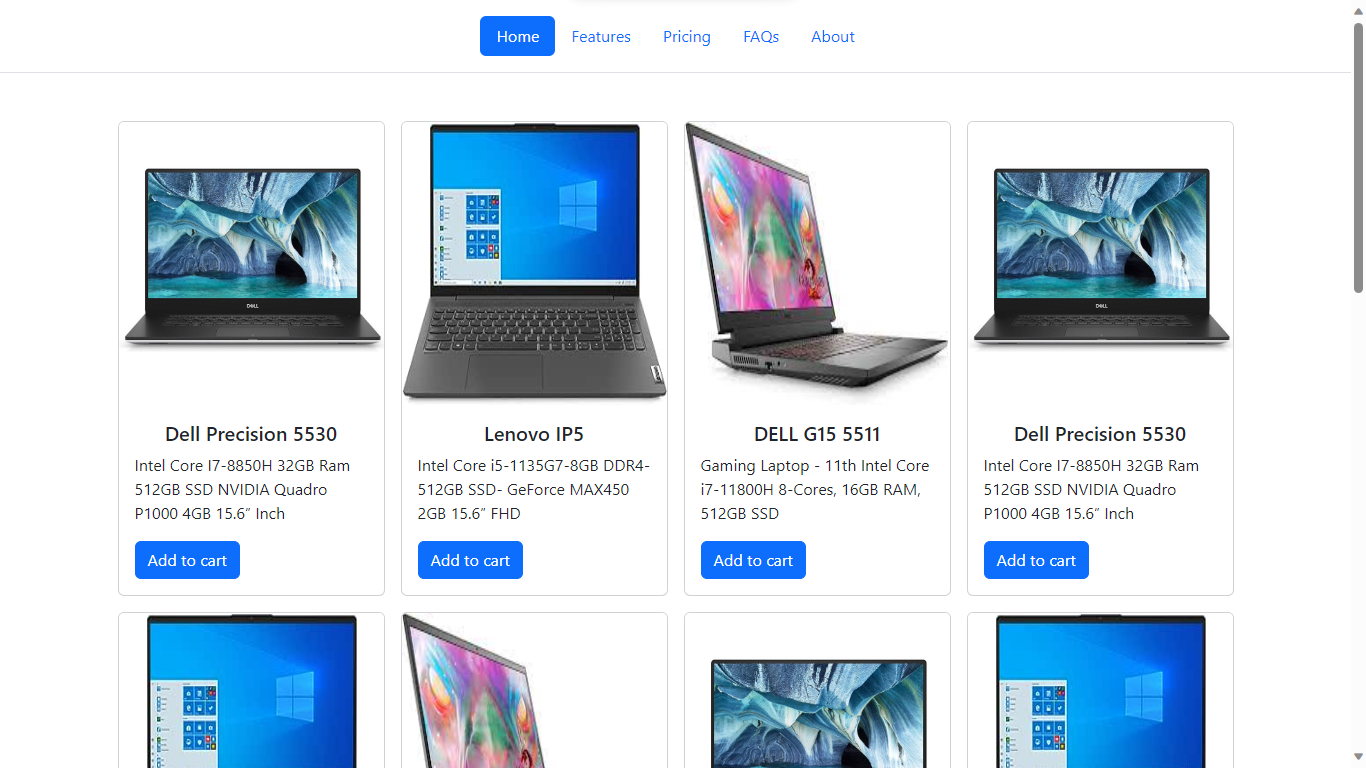 Home
Features
Pricing
FAQs
About
DELL
DELL
Dell Precision 5530
Intel Core I7-8850H 32GB Ram
512GB SSD NVIDIA Quadro
P1000 4GB 15.6” Inch
Add to cart
Lenovo IP5
Intel Core i5-1135G7-8GB DDR4-
512GB SSD- GeForce MAX450
2GB 15.6” FHD
Add to cart
DELL G15 5511
Gaming Laptop - 11th Intel Core
i7-11800H 8-Cores, 16GB RAM,
512GB SSD
Add to cart
Dell Precision 5530
Intel Core I7-8850H 32GB Ram
512GB SSD NVIDIA Quadro
P1000 4GB 15.6” Inch
Add to cart